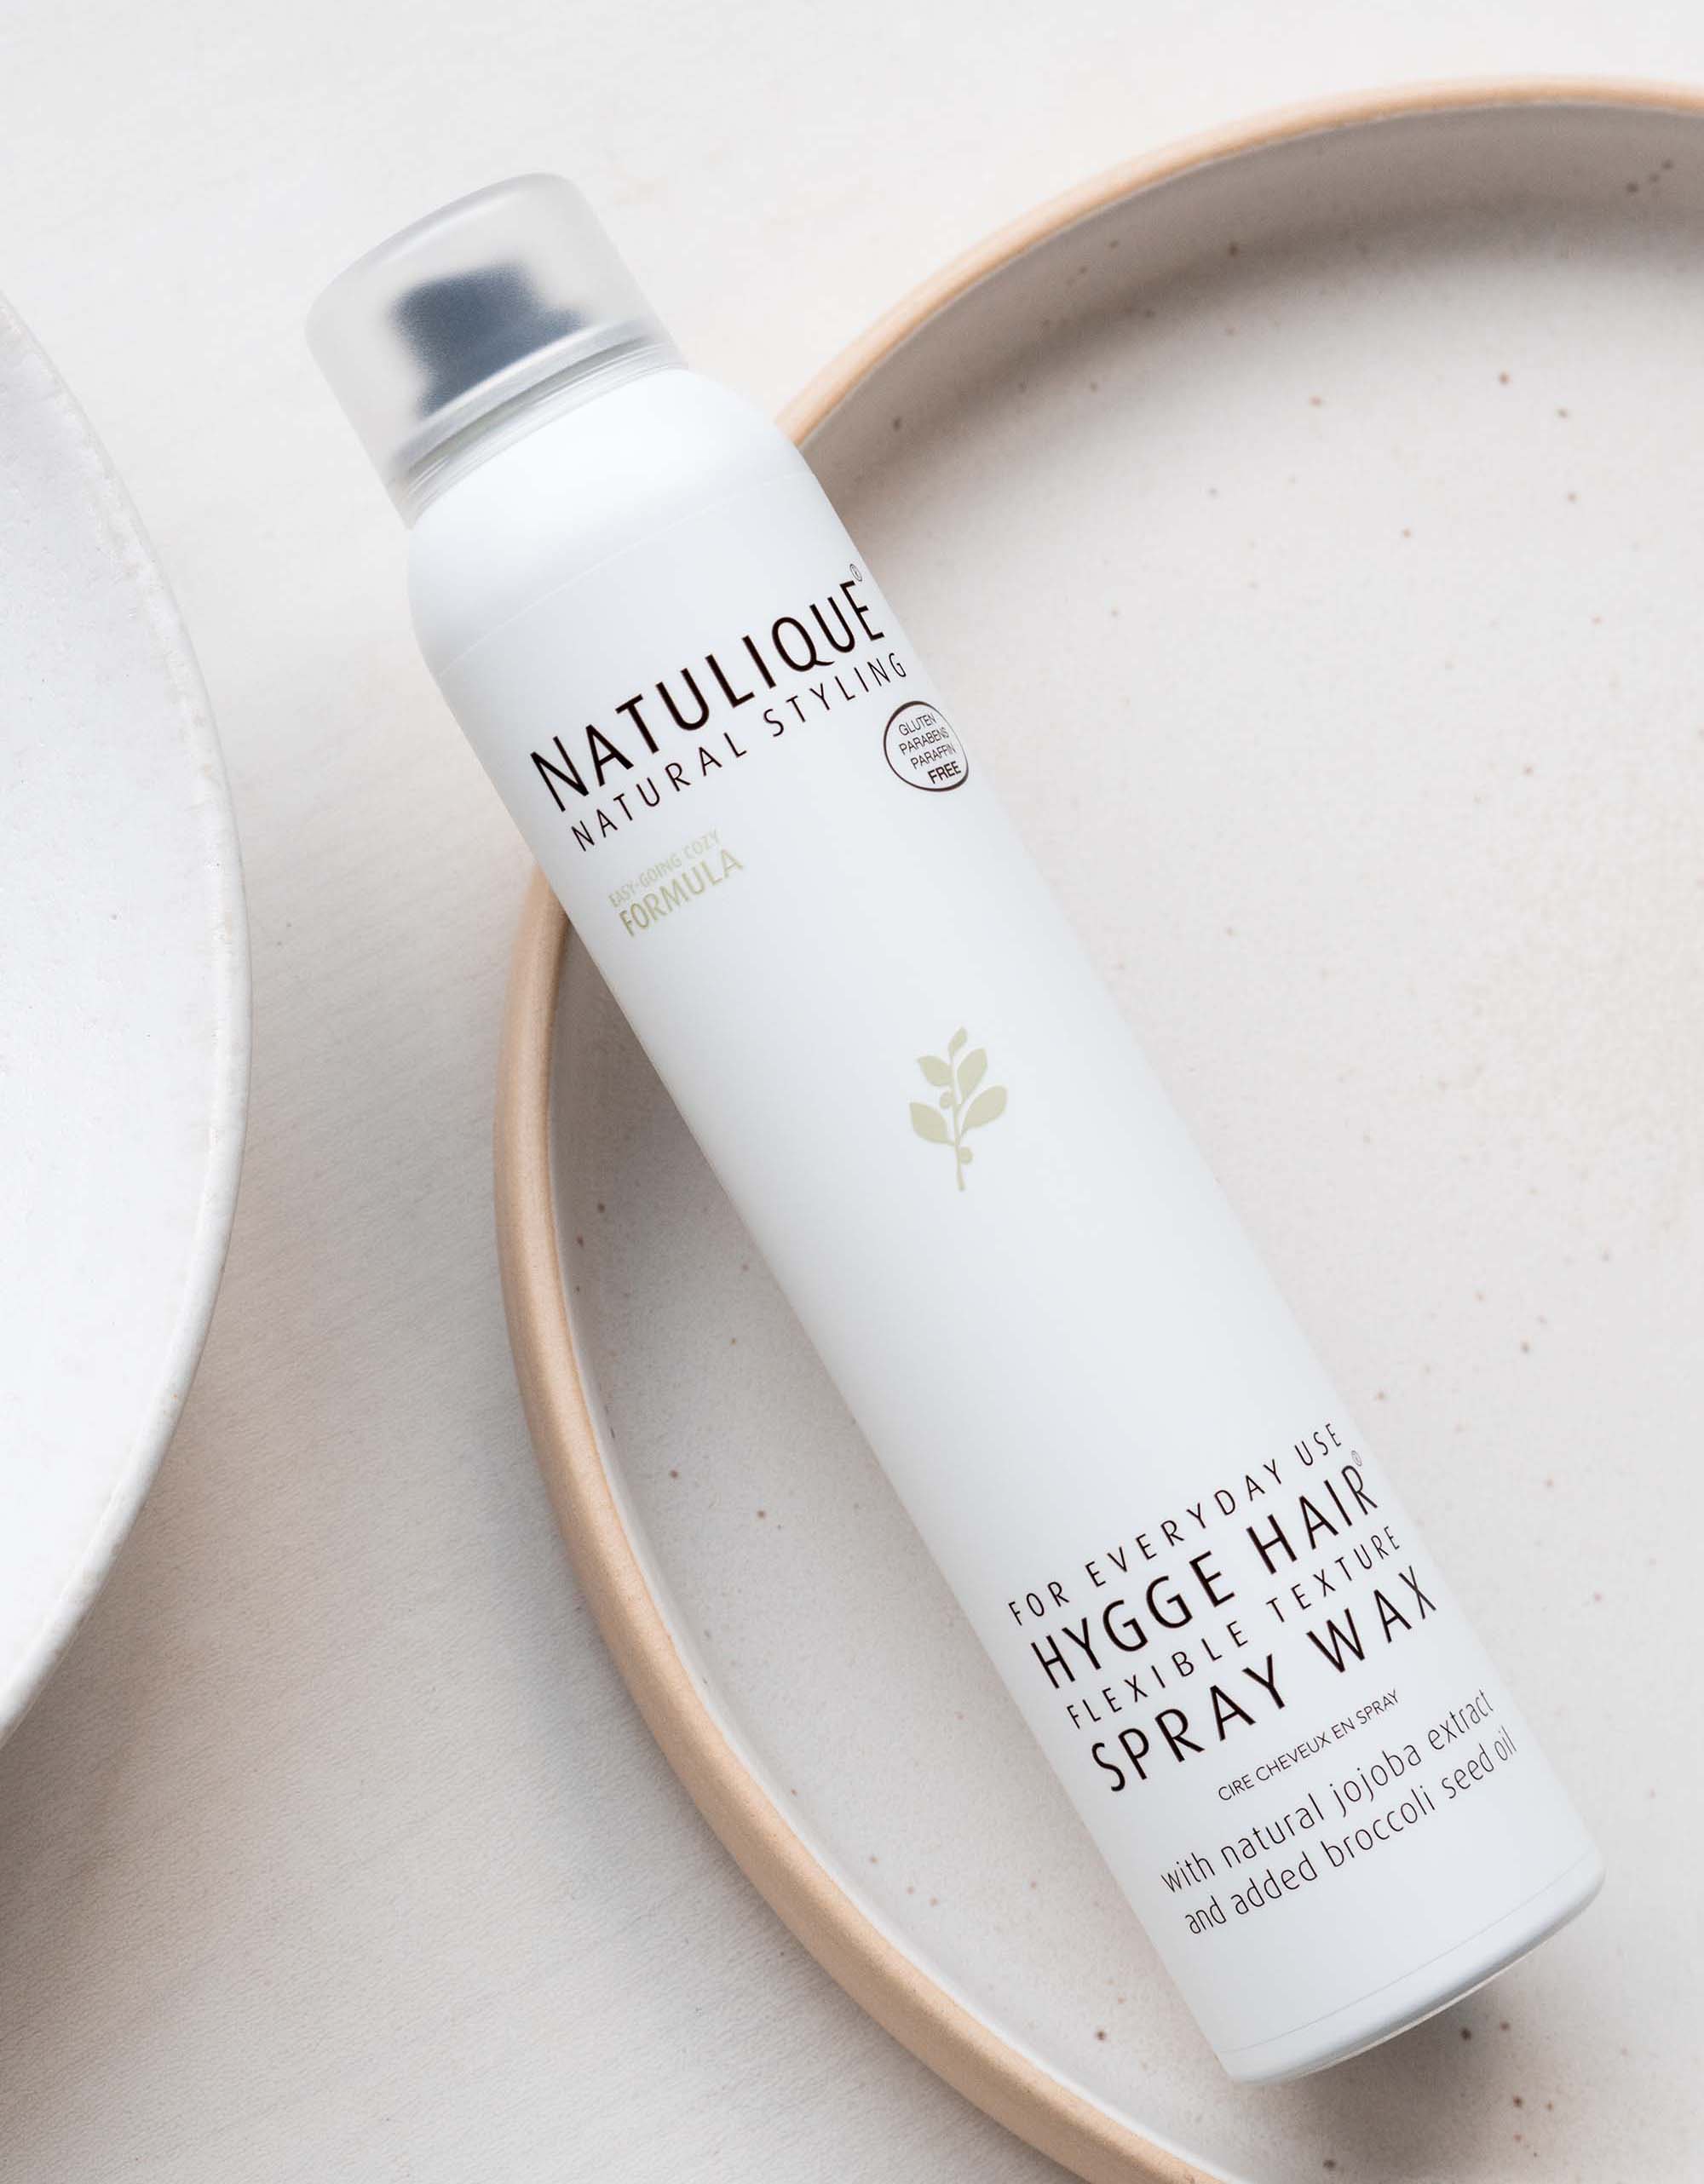 NATULIQUE®
NATURAL STYLING
GLUTEN
PARABENS
PARAFFIN
FREE
EASY-GOING COZY
FORMULA
FOR EVERYDAY USE
HYGGE HAIR®
FLEXIBLE TEXTURE
SPRAY WAX
CIRE CHEVEUX EN SPRAY
with natural jojoba extract
and added broccoli seed oil